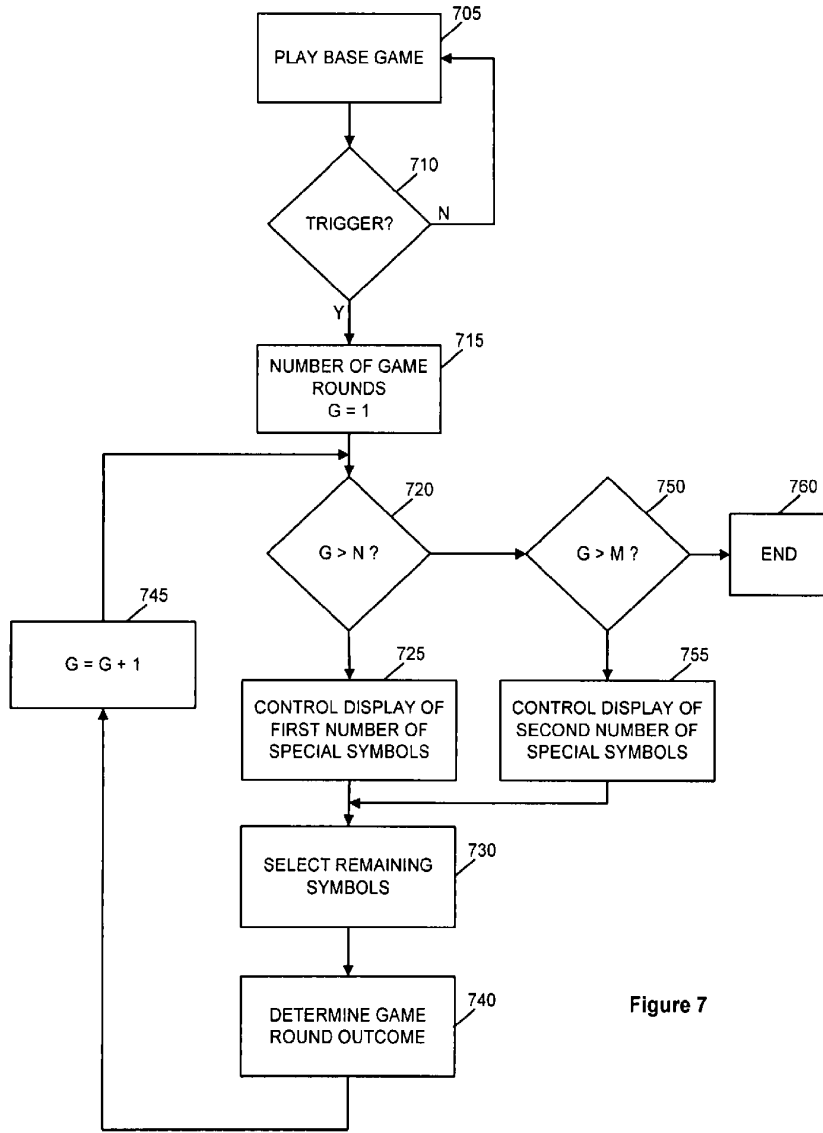 705
PLAY BASE GAME
710
TRIGGER?
N
Y
715
NUMBER OF GAME
ROUNDS
G = 1
720
G > N ?
750
G > M ?
760
END
745
G = G + 1
725
CONTROL DISPLAY OF
FIRST NUMBER OF
SPECIAL SYMBOLS
755
CONTROL DISPLAY OF
SECOND NUMBER OF
SPECIAL SYMBOLS
730
SELECT REMAINING
SYMBOLS
740
DETERMINE GAME
ROUND OUTCOME
Figure 7